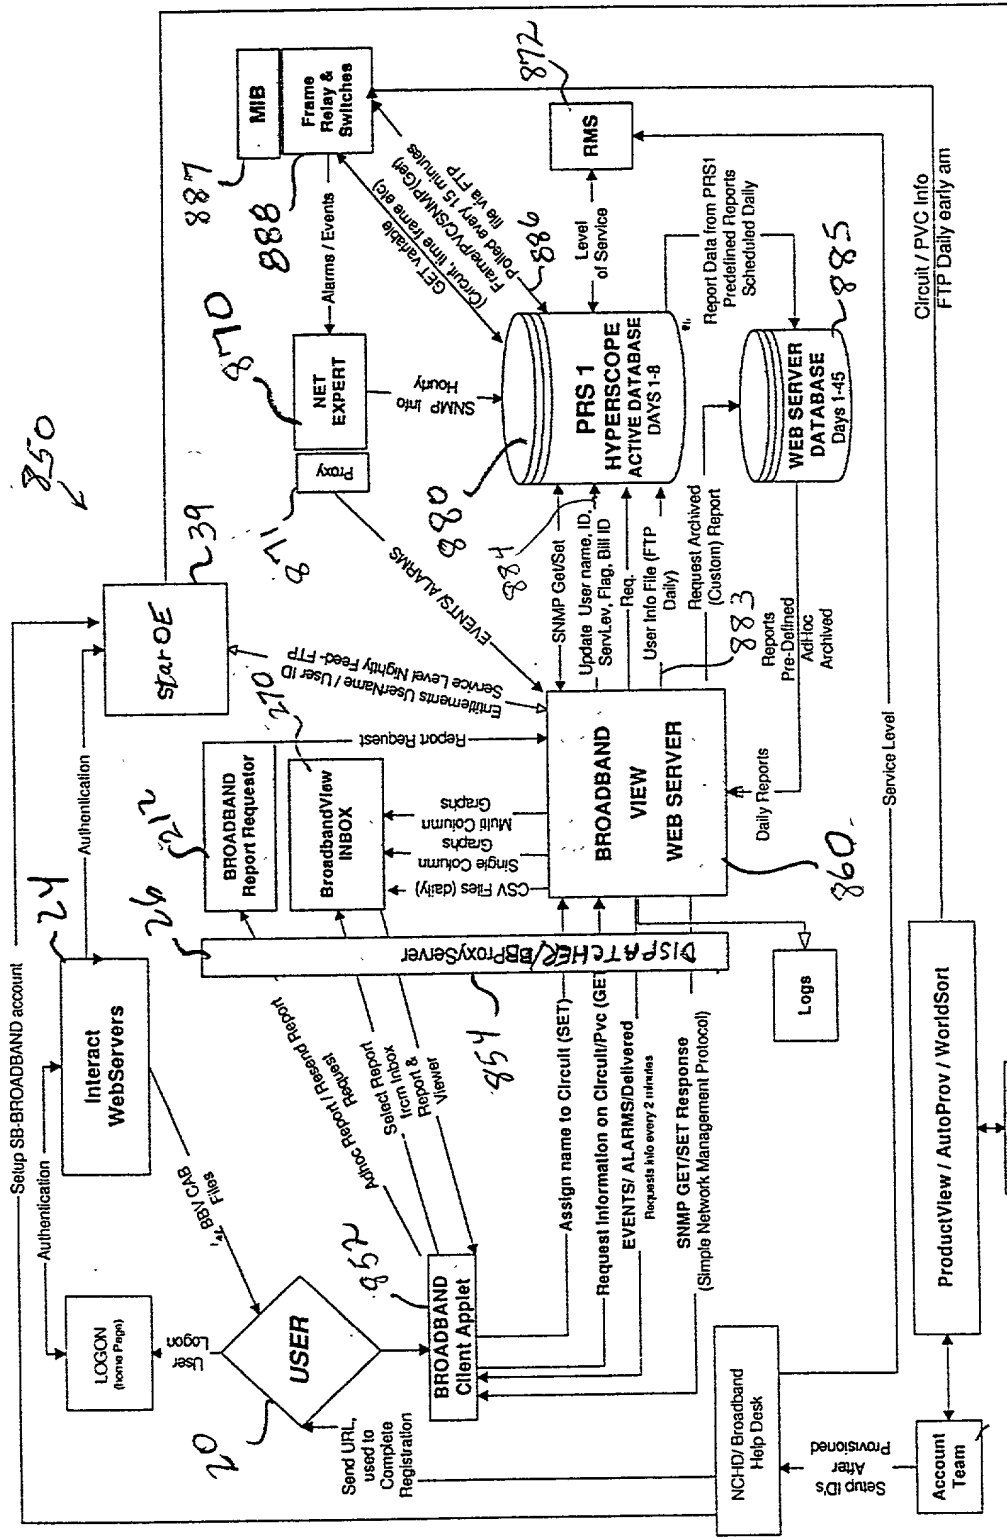 850
Setup SB-BROADBAND account
Authentication
Authentication
LOGON
(home Page)
User
Logon
20
USER
Send URL,
used to
Complete
Registration
24
Interact
WebServers
BBV CAB
Files
239
starOE
852
BROADBAND
Client Applet
Adhoc Report / Resend Report
Request
Select Report
from Inbox
Report &
Viewer
26
854
DISPATCHER/BBProxyServer
212
BROADBAND
Report Requestor
Report Request
270
BroadbandView
INBOX
CSV Files (daily)
Single Column
Graphs
Multi Column
Graphs
Entitlements UserName / User ID
Service Level Nightly Feed- FTP
EVENTS/ ALARMS
871
Proxy
870
NET
EXPERT
Alarms / Events
887
MIB
888
Frame
Relay &
Switches
SNMP Info
Hourly
GET variable
(Circuit, time frame etc)
Frame/PVC/SNMP(Get)
Polled every 15 minutes
file via FTP
886
Assign name to Circuit (SET)
Request Information on Circuit/Pvc (GET
EVENTS/ ALARMS/Delivered
Requests info every 2 minutes
SNMP GET/SET Response
(Simple Network Management Protocol)
BROADBAND
VIEW
WEB SERVER
860
Logs
SNMP Get/Set
884
Update User name, ID,
ServLev, Flag, Bill ID
Req.
User Info File (FTP
Daily)
883
Request Archived
(Custom) Report
Reports
Pre-Defined
AdHoc
Archived
Daily Reports
880
PRS 1
HYPERSCOPE
ACTIVE DATABASE
DAYS 1-8
Level
of Service
RMS
872
Report Data from PRS1
Predefined Reports
Scheduled Daily
WEB SERVER
DATABASE
Days 1-45
885
Service Level
Circuit / PVC Info
FTP Daily early am
NCHD/ Broadband
Help Desk
Setup ID's
After
Provisioned
Account
Team
ProductView / AutoProv / WorldSort